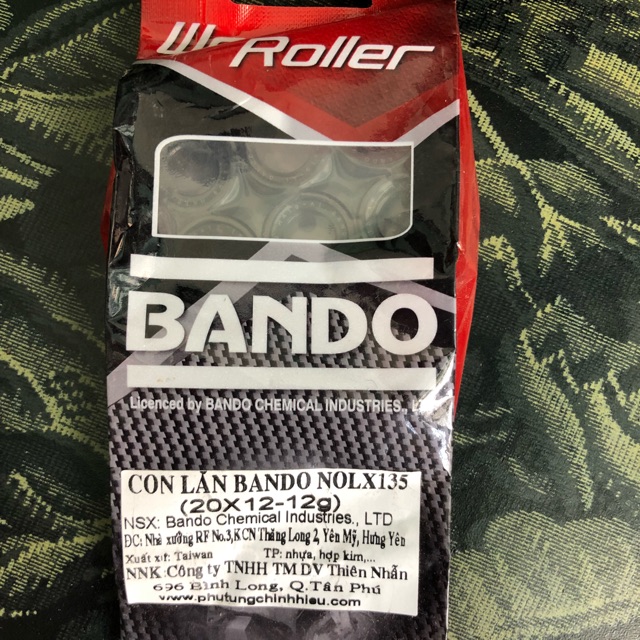 WrRoller
BANDO
Licenced by BANDO CHEMICAL INDUSTRIES.,
CON LĂN BANDO NOLX135
(20X12-12g)
NSX: Bando Chemical Industries., LTD
ĐC: Nhà xưởng RF No.3,KCN Thăng Long 2, Yên Mỹ, Hưng Yên
Xuất xứ: Taiwan TP: nhựa, hợp kim,...
NNK:Công ty TNHH TM DV Thiên Nhẫn
696 Bình Long, Q.Tân Phú
www.phutungchinhhieu.com